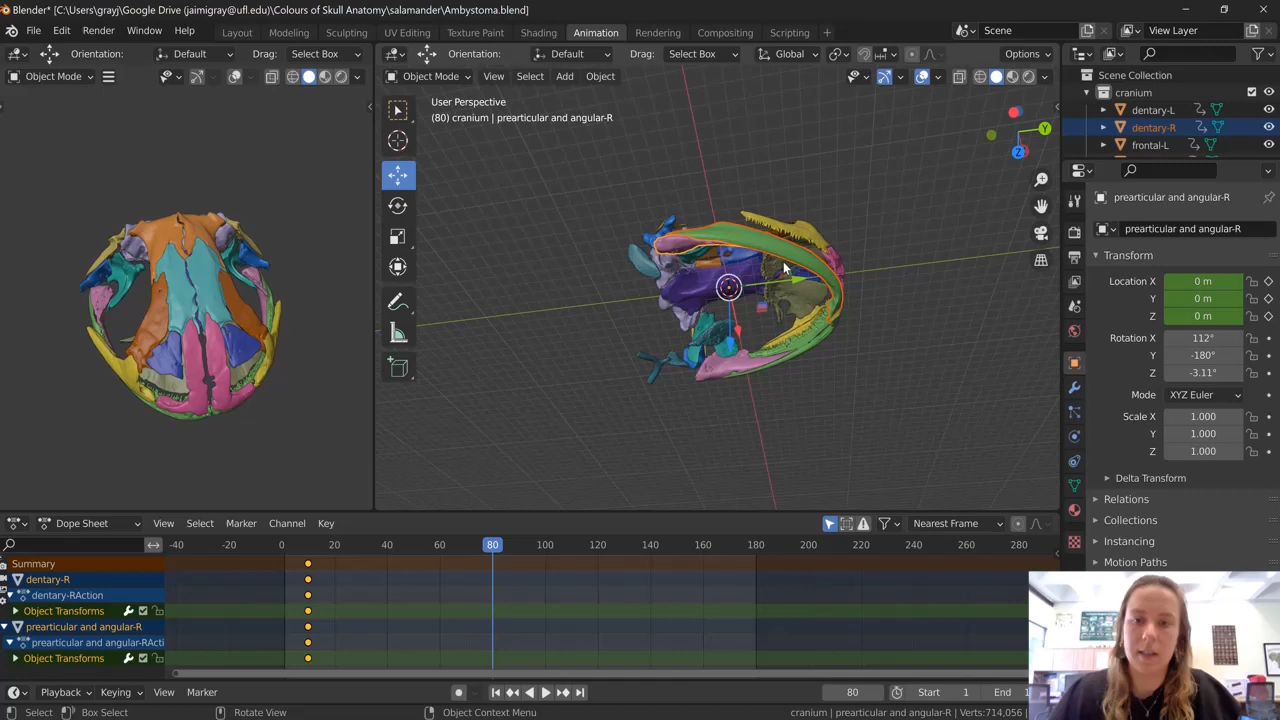 Blender* [C:\Users\grayj\Google Drive (jaimigray@ufl.edu)\Colours of Skull Anatomy\salamander\Ambystoma.blend]
File Edit Render Window Help Layout Modeling Sculpting UV Editing Texture Paint Shading Animation Rendering Compositing Scripting + Scene View Layer
Orientation: Default Drag: Select Box Orientation: Default Drag: Select Box Global Options
Object Mode Object Mode View Select Add Object
Scene Collection
cranium
dentary-L
dentary-R
frontal-L
User Perspective
(80) cranium | prearticular and angular-R
Y
Z
prearticular and angular-R
prearticular and angular-R
Transform
Location X 0 m
Y 0 m
Z 0 m
Rotation X 112°
Y -180°
Z -3.11°
Mode XYZ Euler
Scale X 1.000
Y 1.000
Z 1.000
Delta Transform
Relations
Collections
Instancing
Motion Paths
Dope Sheet View Select Marker Channel Key Nearest Frame
-40 -20 0 20 40 60 80 100 120 140 160 180 200 220 240 260 280
Summary
dentary-R
dentary-RAction
Object Transforms
prearticular and angular-R
prearticular and angular-RActi
Object Transforms
Playback Keying View Marker 80 Start 1 End 1
Select Box Select Rotate View Object Context Menu cranium | prearticular and angular-R | Verts:714,056